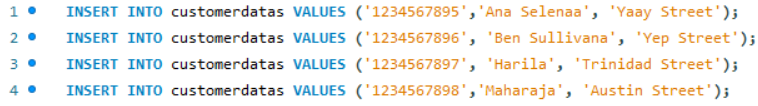 1 INSERT INTO customerdatas VALUES ('1234567895','Ana Selenaa', 'Yaay Street');
2 INSERT INTO customerdatas VALUES ('1234567896', 'Ben Sullivana', 'Yep Street');
3 INSERT INTO customerdatas VALUES ('1234567897', 'Harila', 'Trinidad Street');
4 INSERT INTO customerdatas VALUES ('1234567898','Maharaja', 'Austin Street');